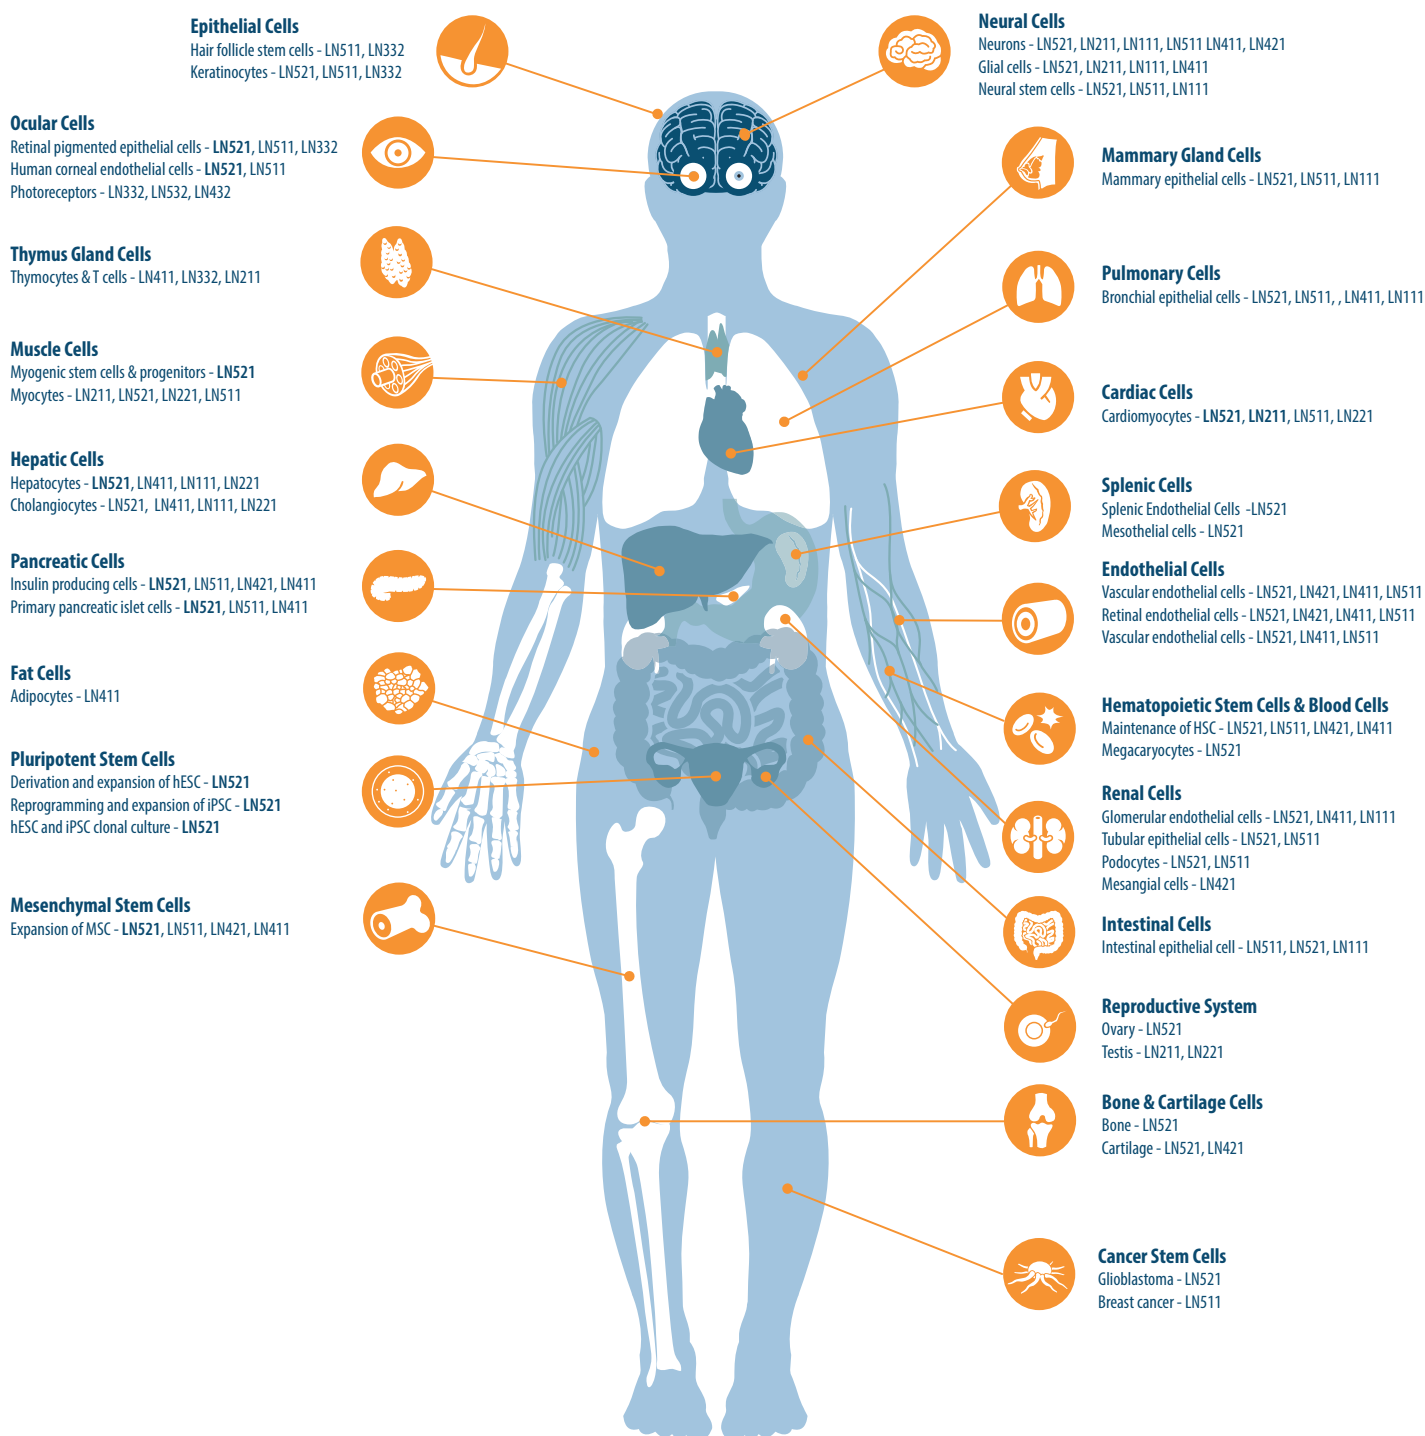 Epithelial Cells
Hair follicle stem cells - LN511, LN332
Keratinocytes - LN521, LN511, LN332
Ocular Cells
Retinal pigmented epithelial cells - LN521, LN511, LN332
Human corneal endothelial cells - LN521, LN511
Photoreceptors - LN332, LN532, LN432
Thymus Gland Cells
Thymocytes & T cells - LN411, LN332, LN211
Muscle Cells
Myogenic stem cells & progenitors - LN521
Myocytes - LN211, LN521, LN221, LN511
Hepatic Cells
Hepatocytes - LN521, LN411, LN111, LN221
Cholangiocytes - LN521, LN411, LN111, LN221
Pancreatic Cells
Insulin producing cells - LN521, LN511, LN421, LN411
Primary pancreatic islet cells - LN521, LN511, LN411
Fat Cells
Adipocytes - LN411
Pluripotent Stem Cells
Derivation and expansion of hESC - LN521
Reprogramming and expansion of iPSC - LN521
hESC and iPSC clonal culture - LN521
Mesenchymal Stem Cells
Expansion of MSC - LN521, LN511, LN421, LN411
Neural Cells
Neurons - LN521, LN211, LN111, LN511 LN411, LN421
Glial cells - LN521, LN211, LN111, LN411
Neural stem cells - LN521, LN511, LN111
Mammary Gland Cells
Mammary epithelial cells - LN521, LN511, LN111
Pulmonary Cells
Bronchial epithelial cells - LN521, LN511, , LN411, LN111
Cardiac Cells
Cardiomyocytes - LN521, LN211, LN511, LN221
Splenic Cells
Splenic Endothelial Cells -LN521
Mesothelial cells - LN521
Endothelial Cells
Vascular endothelial cells - LN521, LN421, LN411, LN511
Retinal endothelial cells - LN521, LN421, LN411, LN511
Vascular endothelial cells - LN521, LN411, LN511
Hematopoietic Stem Cells & Blood Cells
Maintenance of HSC - LN521, LN511, LN421, LN411
Megacaryocytes - LN521
Renal Cells
Glomerular endothelial cells - LN521, LN411, LN111
Tubular epithelial cells - LN521, LN511
Podocytes - LN521, LN511
Mesangial cells - LN421
Intestinal Cells
Intestinal epithelial cell - LN511, LN521, LN111
Reproductive System
Ovary - LN521
Testis - LN211, LN221
Bone & Cartilage Cells
Bone - LN521
Cartilage - LN521, LN421
Cancer Stem Cells
Glioblastoma - LN521
Breast cancer - LN511